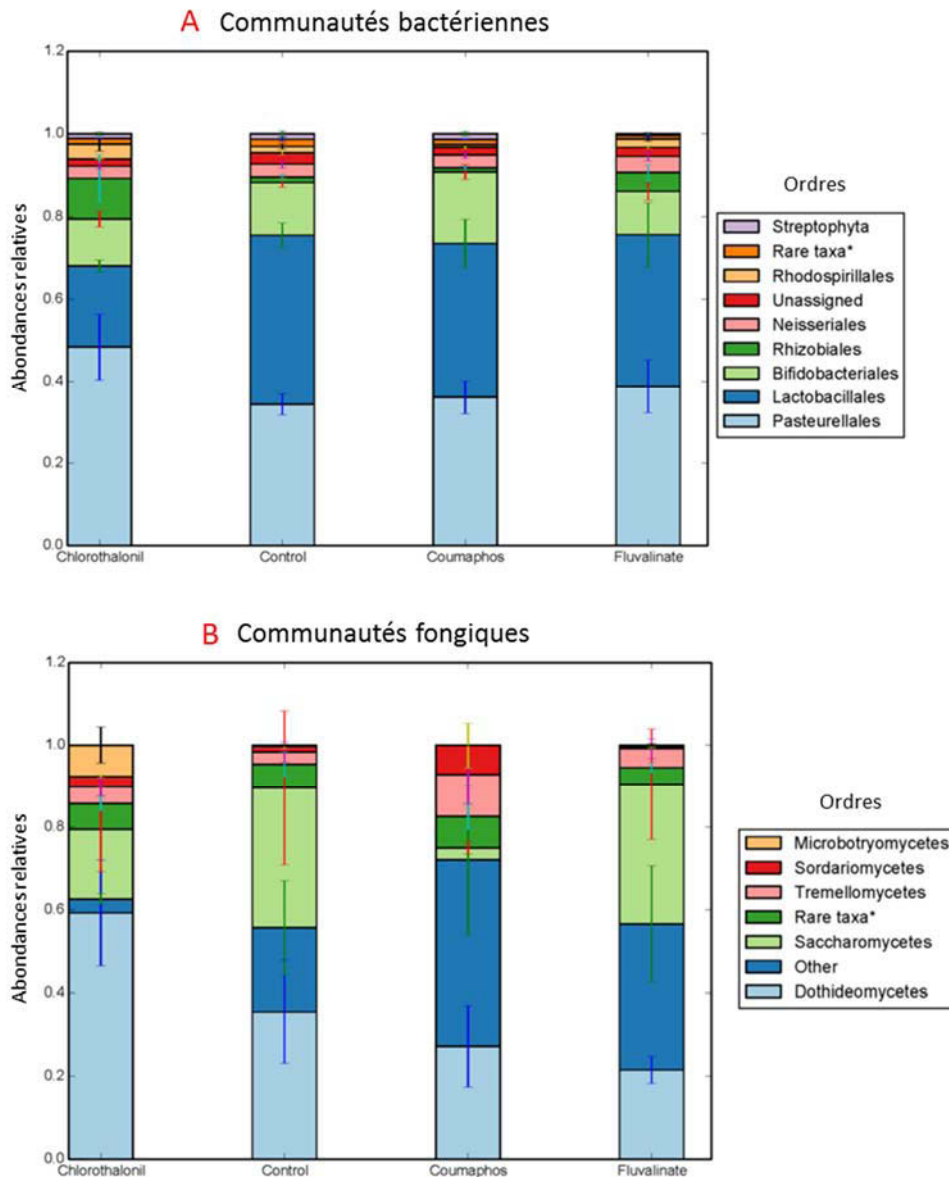 A Communautés bactériennes
1.2
1.0
0.8
0.6
0.4
0.2
0.0
Abondances relatives
Chlorothalonil Control Coumaphos Fluvalinate
Ordres
Streptophyta
Rare taxa*
Rhodospirillales
Unassigned
Neisseriales
Rhizobiales
Bifidobacteriales
Lactobacillales
Pasteurellales
B Communautés fongiques
1.2
1.0
0.8
0.6
0.4
0.2
0.0
Abondances relatives
Chlorothalonil Control Coumaphos Fluvalinate
Ordres
Microbotryomycetes
Sordariomycetes
Tremellomycetes
Rare taxa*
Saccharomycetes
Other
Dothideomycetes